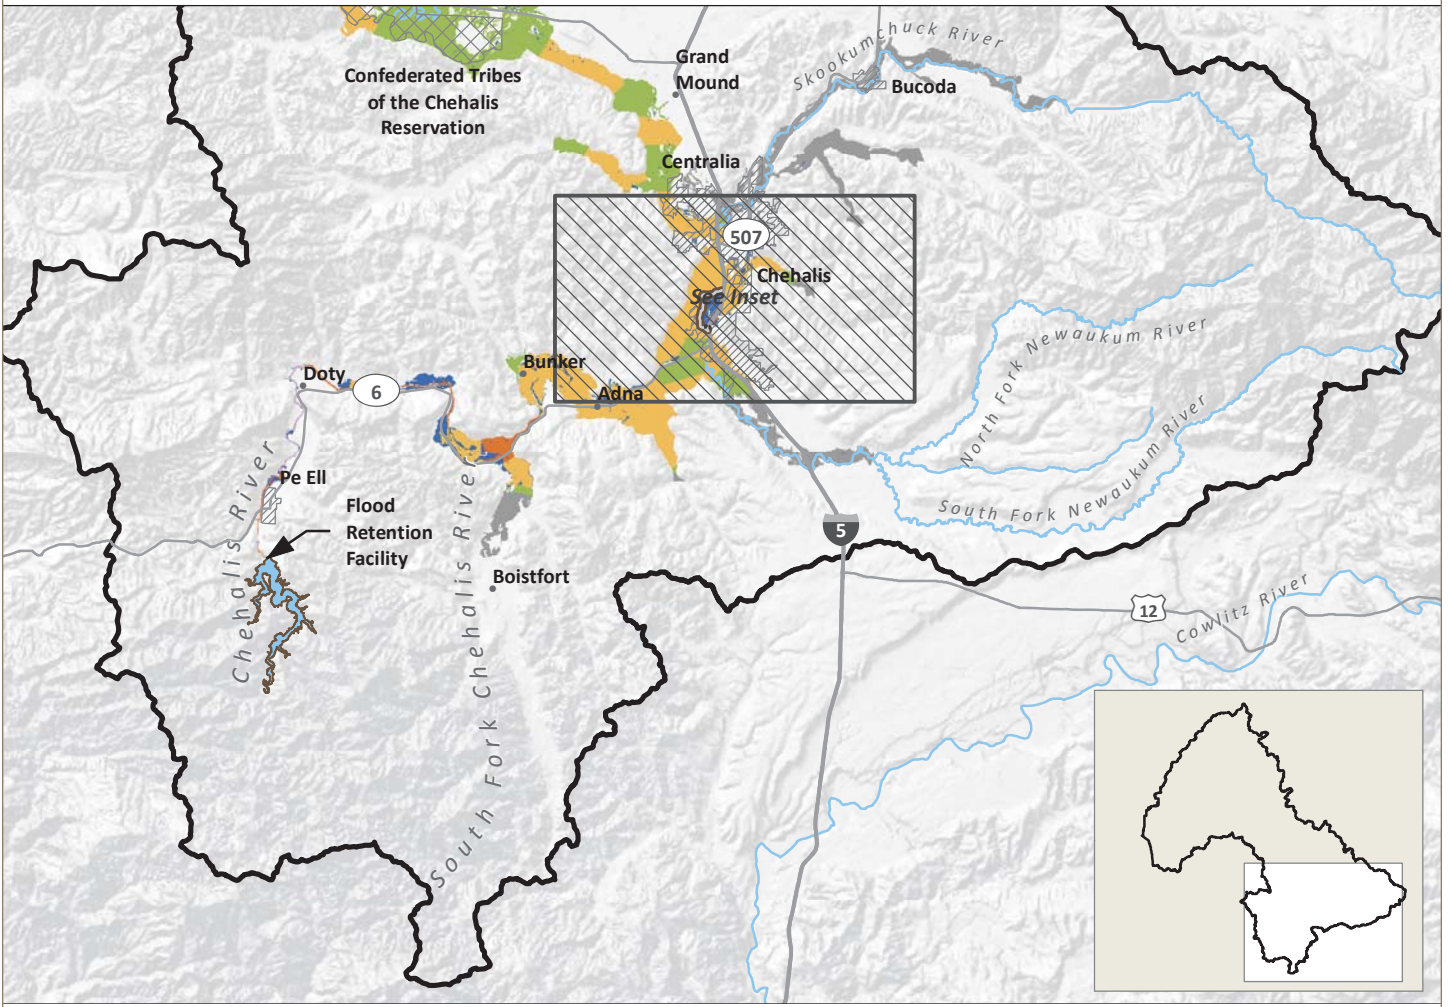 Skookumchuck River
Grand
Mound
Confederated Tribes
of the Chehalis
Reservation
Bucoda
Centralia
507
Chehalis
See Inset
North Fork Newaukum River
Bunker
Doty
6
Adna
South Fork Newaukum River
Pe Ell
Flood
Retention
Facility
Chehalis River
5
Boistfort
South Fork Chehalis Rive
12
Cowlitz River